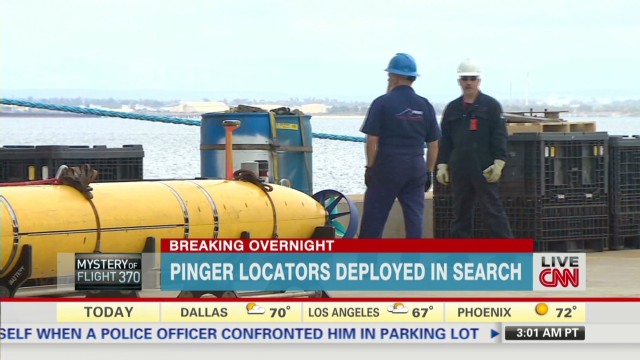 BREAKING OVERNIGHT
MYSTERY OF
FLIGHT 370
PINGER LOCATORS DEPLOYED IN SEARCH
LIVE
CNN
TODAY DALLAS 70° LOS ANGELES 67° PHOENIX 72°
SELF WHEN A POLICE OFFICER CONFRONTED HIM IN PARKING LOT 3:01 AM PT